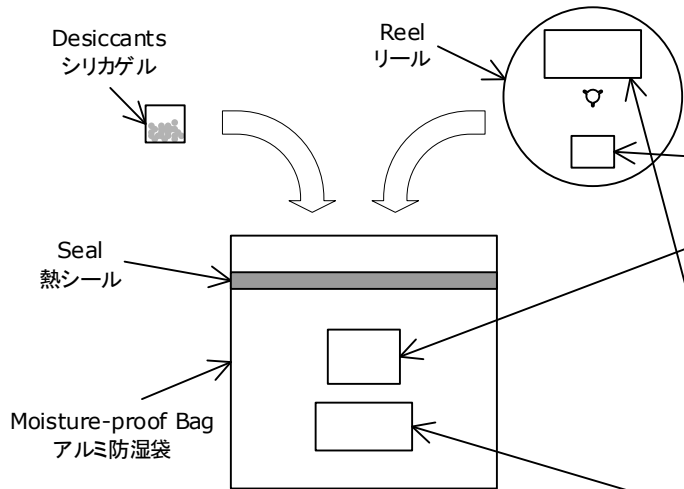 Desiccants
シリカゲル
Reel
リール
Seal
熱シール
Moisture-proof Bag
アルミ防湿袋